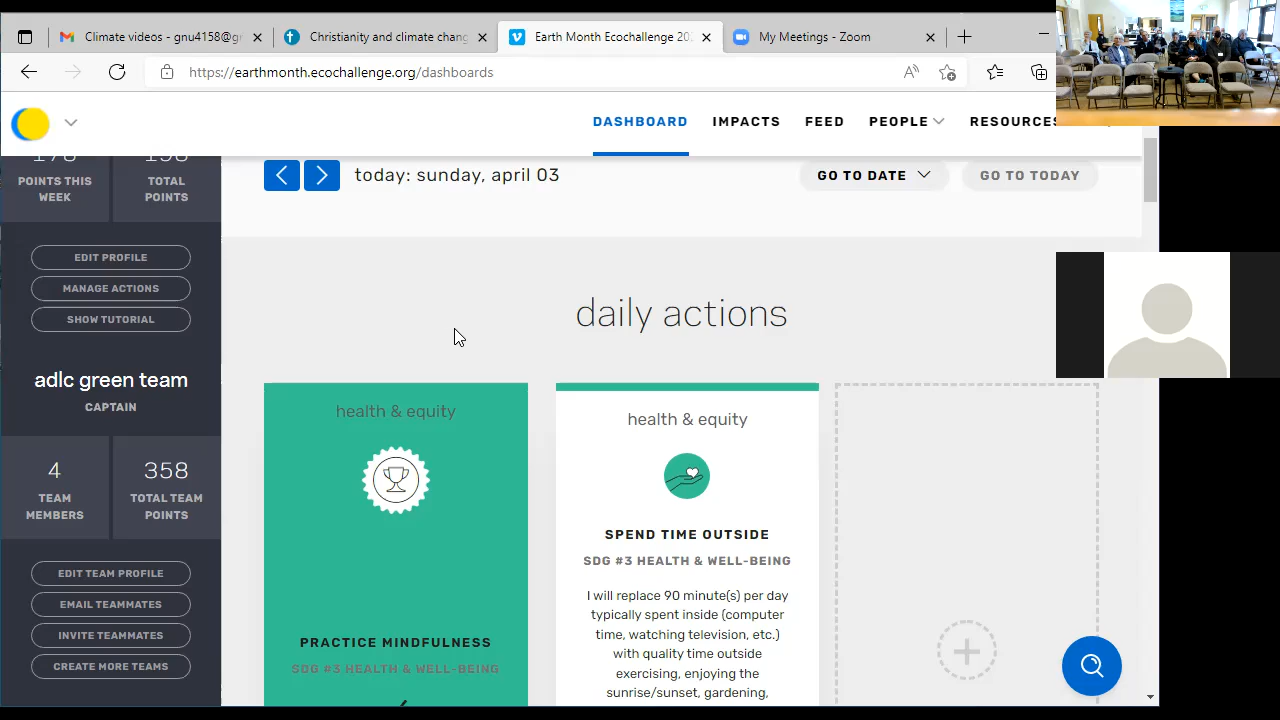 Climate videos - gnu4158@gr
Christianity and climate chang
Earth Month Ecochallenge 202
My Meetings - Zoom
https://earthmonth.ecochallenge.org/dashboards
DASHBOARD
IMPACTS
FEED
PEOPLE
RESOURCES
POINTS THIS
WEEK
TOTAL
POINTS
EDIT PROFILE
MANAGE ACTIONS
SHOW TUTORIAL
adlc green team
CAPTAIN
4
TEAM
MEMBERS
358
TOTAL TEAM
POINTS
EDIT TEAM PROFILE
EMAIL TEAMMATES
INVITE TEAMMATES
CREATE MORE TEAMS
today: sunday, april 03
GO TO DATE
GO TO TODAY
daily actions
health & equity
PRACTICE MINDFULNESS
SDG #3 HEALTH & WELL-BEING
health & equity
SPEND TIME OUTSIDE
SDG #3 HEALTH & WELL-BEING
I will replace 90 minute(s) per day
typically spent inside (computer
time, watching television, etc.)
with quality time outside
exercising, enjoying the
sunrise/sunset, gardening,